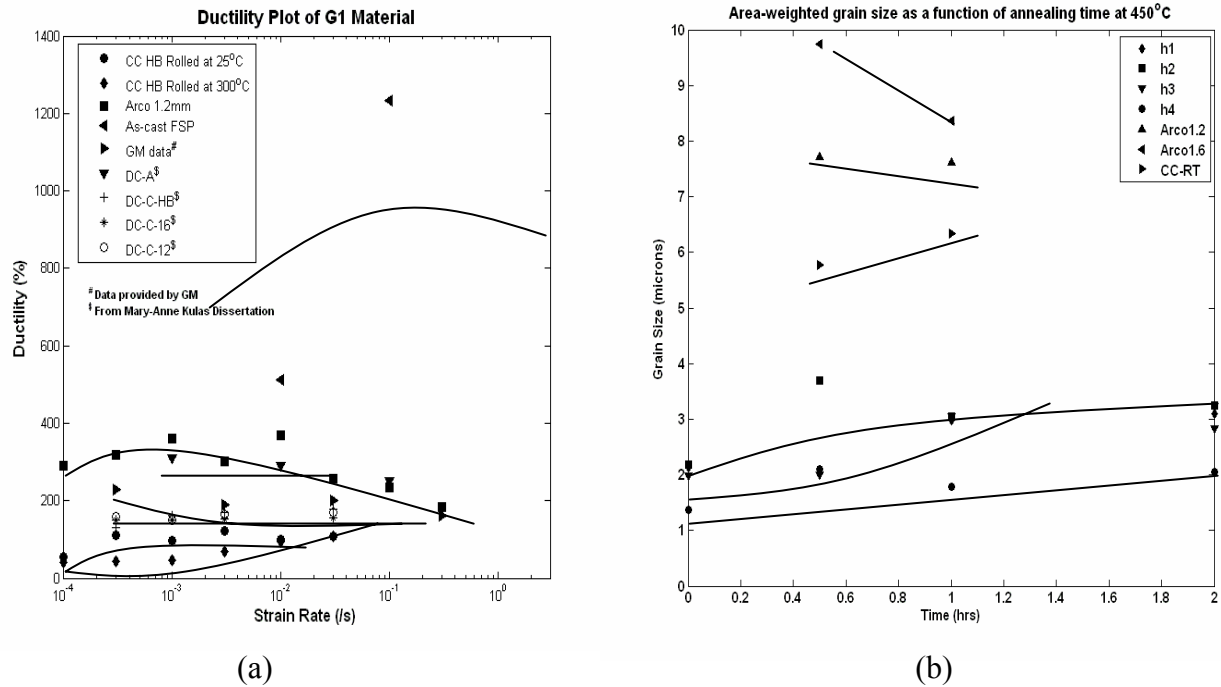 Ductility Plot of G1 Material
1400
1200
1000
800
600
400
200
0
Ductility (%)
CC HB Rolled at 25°C
CC HB Rolled at 300°C
Arco 1.2mm
As-cast FSP
GM data#
DC-A$
DC-C-HB$
DC-C-16$
DC-C-12$
#Data provided by GM
$From Mary-Anne Kulas Dissertation
10⁻⁴
10⁻³
10⁻²
10⁻¹
10⁰
Strain Rate (/s)
(a)
Area-weighted grain size as a function of annealing time at 450°C
10
9
8
7
6
5
4
3
2
1
0
Grain Size (microns)
h1
h2
h3
h4
Arco1.2
Arco1.6
CC-RT
0
0.2
0.4
0.6
0.8
1
1.2
1.4
1.6
1.8
2
Time (hrs)
(b)